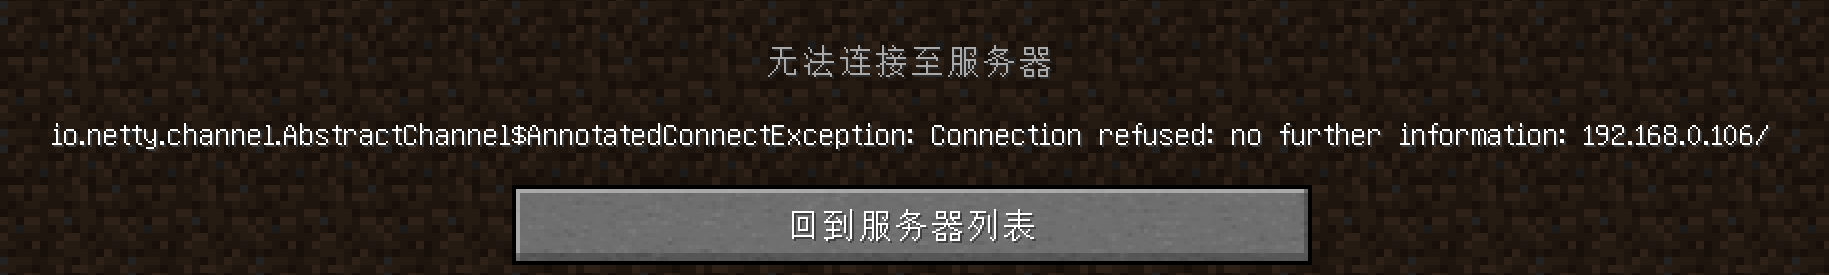 无法连接至服务器
io.netty.channel.AbstractChannel$AnnotatedConnectException: Connection refused: no further information: 192.168.0.106/
回到服务器列表